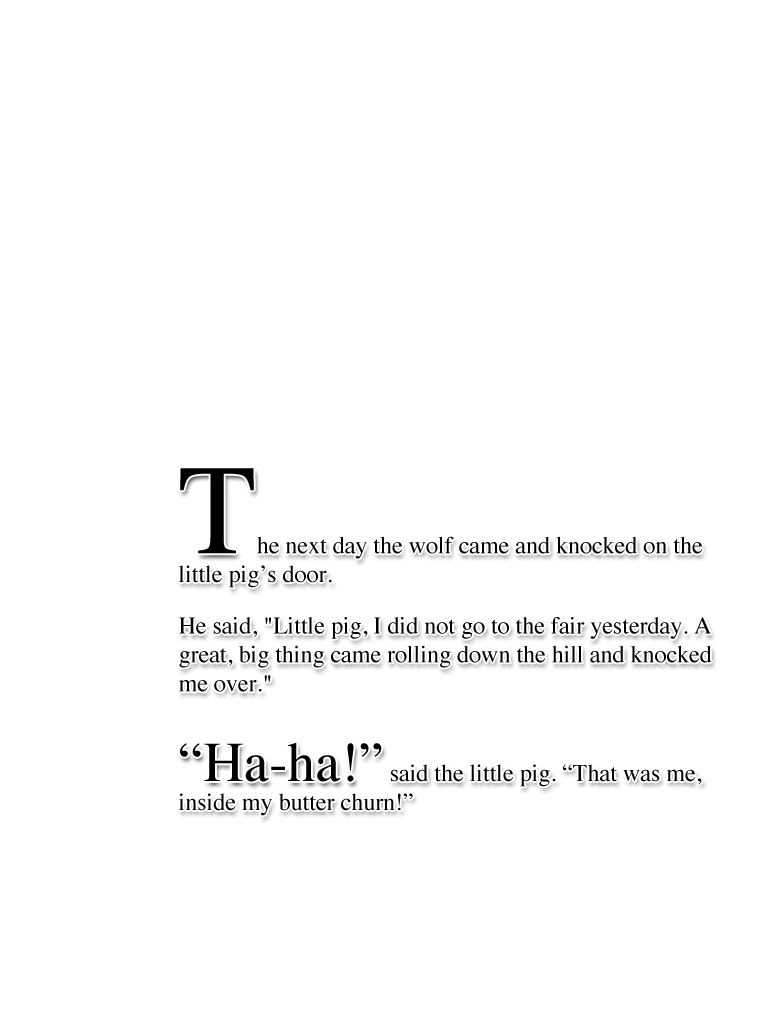 The next day the wolf came and knocked on the
little pig’s door.
He said, "Little pig, I did not go to the fair yesterday. A
great, big thing came rolling down the hill and knocked
me over."
“Ha-ha!” said the little pig. “That was me,
inside my butter churn!”